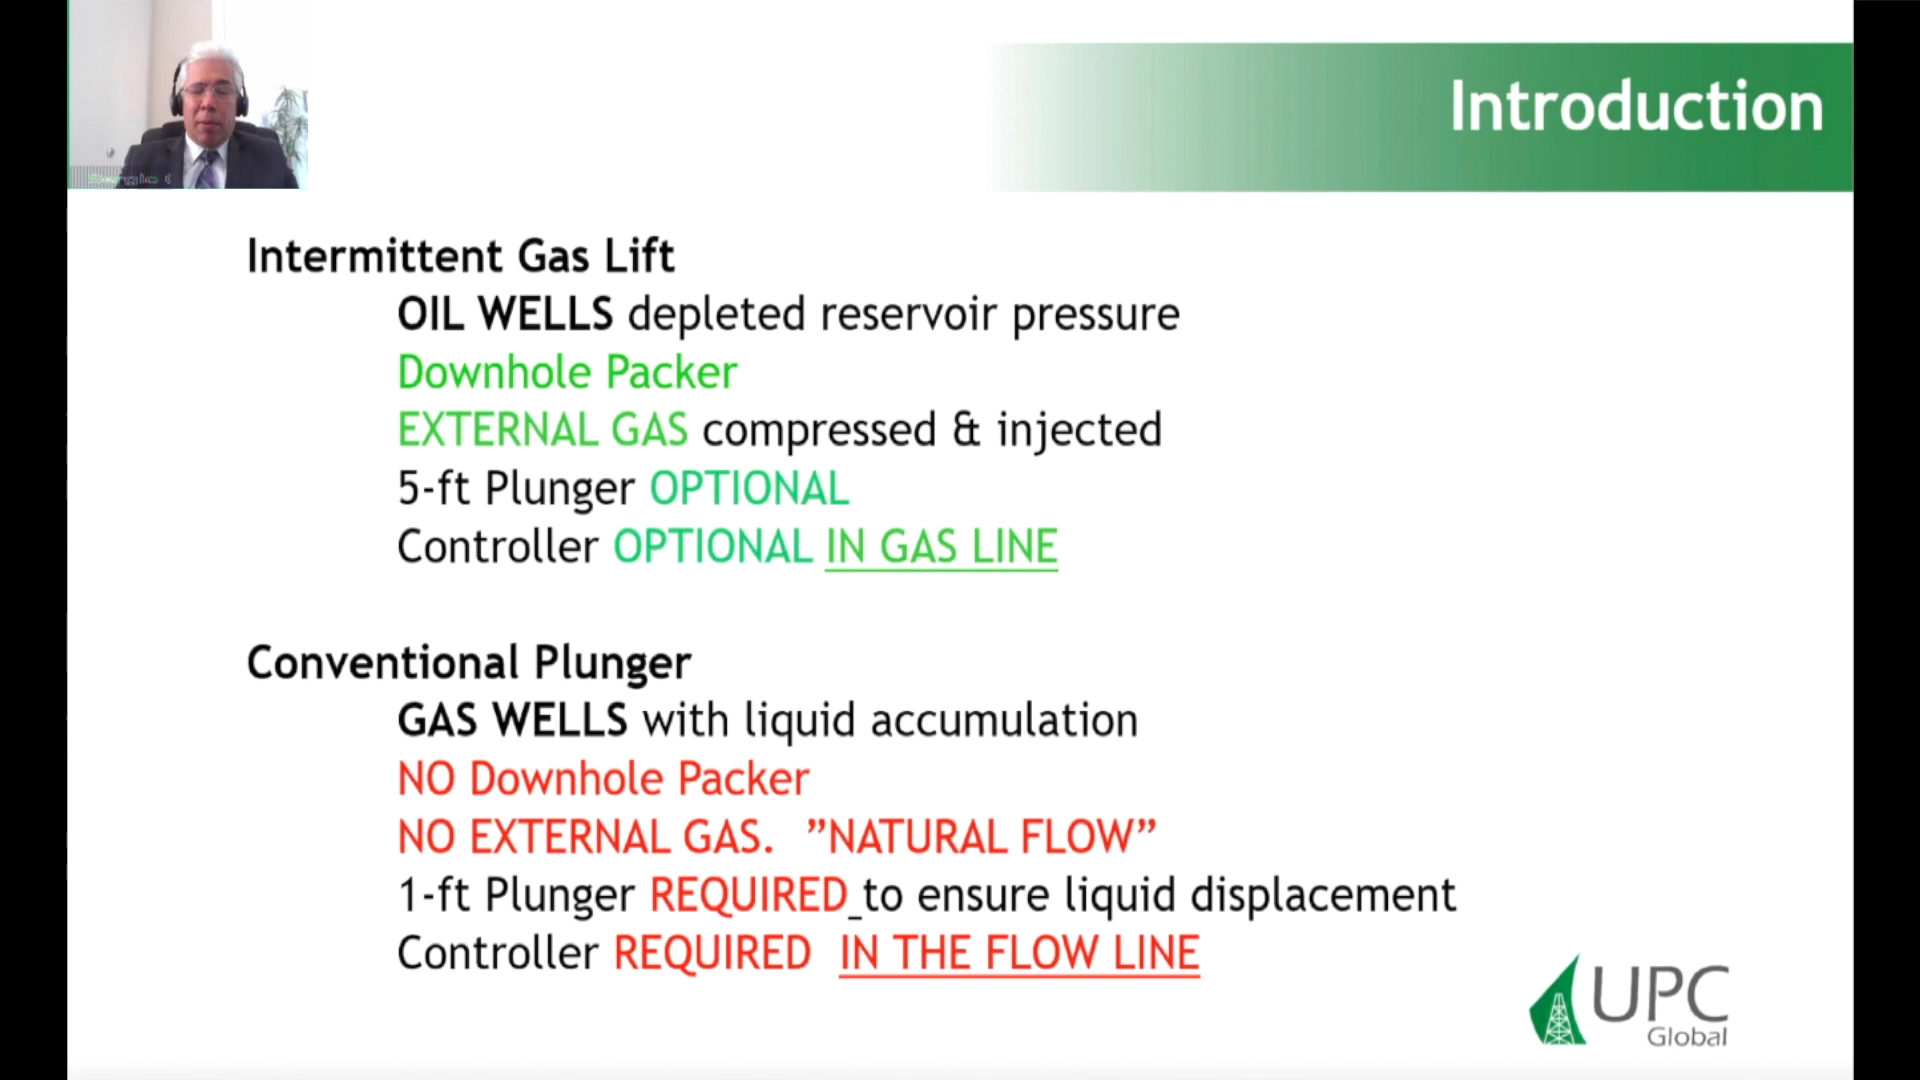 Introduction
Intermittent Gas Lift
OIL WELLS depleted reservoir pressure
Downhole Packer
EXTERNAL GAS compressed & injected
5-ft Plunger OPTIONAL
Controller OPTIONAL IN GAS LINE
Conventional Plunger
GAS WELLS with liquid accumulation
NO Downhole Packer
NO EXTERNAL GAS. ”NATURAL FLOW”
1-ft Plunger REQUIRED_to ensure liquid displacement
Controller REQUIRED IN THE FLOW LINE
UPC
Global